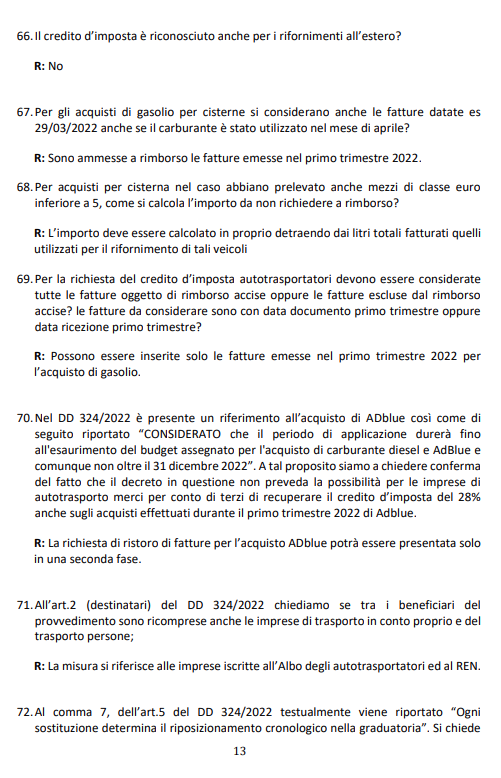 66. Il credito d'imposta è riconosciuto anche per i rifornimenti all'estero?
R: No
67. Per gli acquisti di gasolio per cisterne si considerano anche le fatture datate es
29/03/2022 anche se il carburante è stato utilizzato nel mese di aprile?
R: Sono ammesse a rimborso le fatture emesse nel primo trimestre 2022.
68. Per acquisti per cisterna nel caso abbiano prelevato anche mezzi di classe euro
inferiore a 5, come si calcola l'importo da non richiedere a rimborso?
R: L'importo deve essere calcolato in proprio detraendo dai litri totali fatturati quelli
utilizzati per il rifornimento di tali veicoli
69. Per la richiesta del credito d'imposta autotrasportatori devono essere considerate
tutte le fatture oggetto di rimborso accise oppure le fatture escluse dal rimborso
accise? le fatture da considerare sono con data documento primo trimestre oppure
data ricezione primo trimestre?
R: Possono essere inserite solo le fatture emesse nel primo trimestre 2022 per
l'acquisto di gasolio.
70. Nel DD 324/2022 è presente un riferimento all'acquisto di ADblue così come di
seguito riportato "CONSIDERATO che il periodo di applicazione durerà fino
all'esaurimento del budget assegnato per l'acquisto di carburante diesel e AdBlue e
comunque non oltre il 31 dicembre 2022". A tal proposito siamo a chiedere conferma
del fatto che il decreto in questione non preveda la possibilità per le imprese di
autotrasporto merci per conto di terzi di recuperare il credito d'imposta del 28%
anche sugli acquisti effettuati durante il primo trimestre 2022 di Adblue.
R: La richiesta di ristoro di fatture per l'acquisto ADblue potrà essere presentata solo
in una seconda fase.
71. All'art.2 (destinatari) del DD 324/2022 chiediamo se tra i beneficiari del
provvedimento sono ricomprese anche le imprese di trasporto in conto proprio e del
trasporto persone;
R: La misura si riferisce alle imprese iscritte all'Albo degli autotrasportatori ed al REN.
72. Al comma 7, dell'art.5 del DD 324/2022 testualmente viene riportato "Ogni
sostituzione determina il riposizionamento cronologico nella graduatoria". Si chiede
13